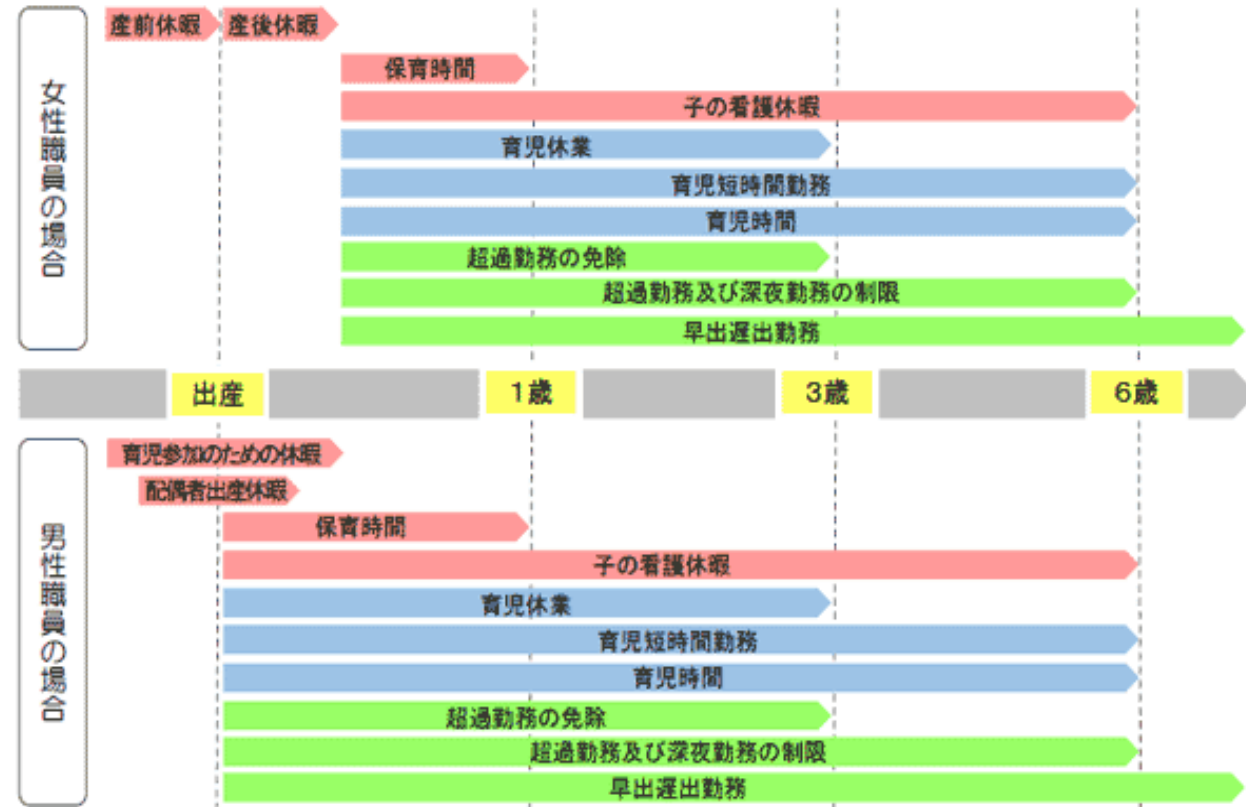 女性職員の場合
産前休暇
産後休暇
保育時間
子の看護休暇
育児休業
育児短時間勤務
育児時間
超過勤務の免除
超過勤務及び深夜勤務の制限
早出遅出勤務
出産
1歳
3歳
6歳
男性職員の場合
育児参加のための休暇
配偶者出産休暇
保育時間
子の看護休暇
育児休業
育児短時間勤務
育児時間
超過勤務の免除
超過勤務及び深夜勤務の制限
早出遅出勤務